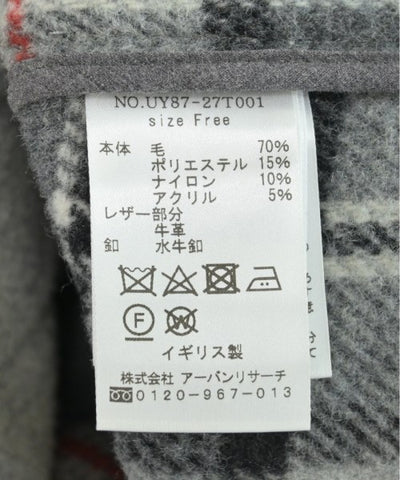 NO.UY87-27T001
size Free
本体 毛 70%
ポリエステル 15%
ナイロン 10%
アクリル 5%
レザー部分
牛革
釦 水牛釦
F
W
イギリス製
株式会社 アーバンリサーチ
0120-967-013